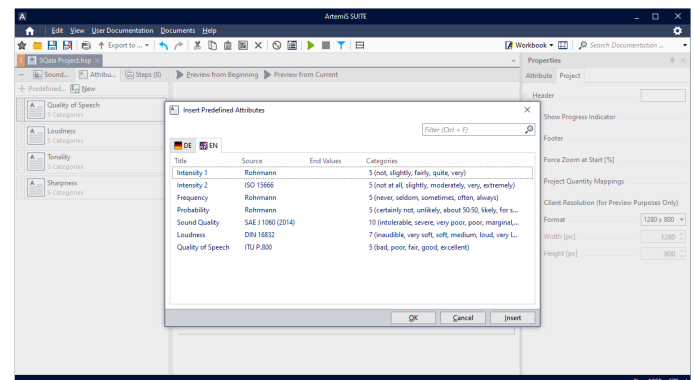 ArtemiS SUITE
Edit View User Documentation Documents Help
Export to ...
Workbook
Search Documentation
1 SQala Project.hsp
Properties
Sound... Attribu... Steps (8)
Preview from Beginning Preview from Current
Attribute Project
Predefined... New
Header
Quality of Speech
5 Categories
Loudness
5 Categories
Tonality
5 Categories
Sharpness
5 Categories
Insert Predefined Attributes
Filter (Ctrl + F)
DE EN
Title Source End Values Categories
Intensity 1 Rohrmann 5 (not, slightly, fairly, quite, very)
Intensity 2 ISO 15666 5 (not at all, slightly, moderately, very, extremely)
Frequency Rohrmann 5 (never, seldom, sometimes, often, always)
Probability Rohrmann 5 (certainly not, unlikely, about 50:50, likely, for s...
Sound Quality SAE J 1060 (2014) 10 (intolerable, severe, very poor, poor, marginal,...
Loudness DIN 16832 7 (inaudible, very soft, soft, medium, loud, very l...
Quality of Speech ITU P.800 5 (bad, poor, fair, good, excellent)
OK Cancel Insert
Show Progress Indicator
Footer
Force Zoom at Start [%]
Project Quantity Mappings
Client Resolution (for Preview Purposes Only)
Format 1280 x 800
Width [px] 1280
Height [px] 800